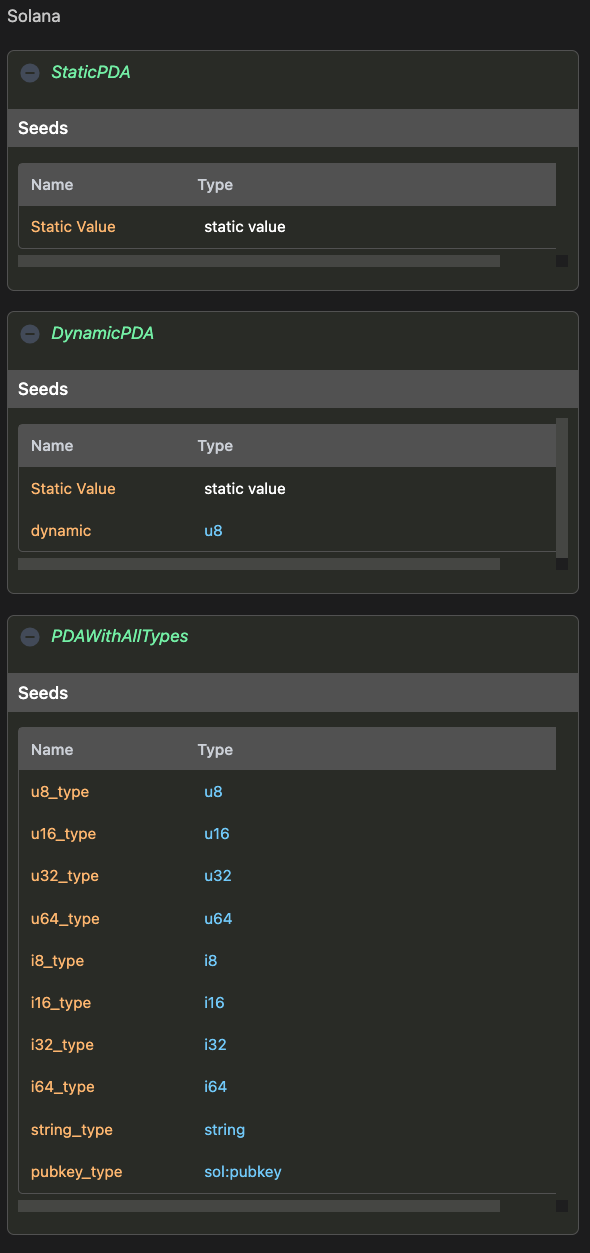 Solana
StaticPDA
Seeds
Name Type
Static Value static value
DynamicPDA
Seeds
Name Type
Static Value static value
dynamic u8
PDAWithAllTypes
Seeds
Name Type
u8_type u8
u16_type u16
u32_type u32
u64_type u64
i8_type i8
i16_type i16
i32_type i32
i64_type i64
string_type string
pubkey_type sol:pubkey